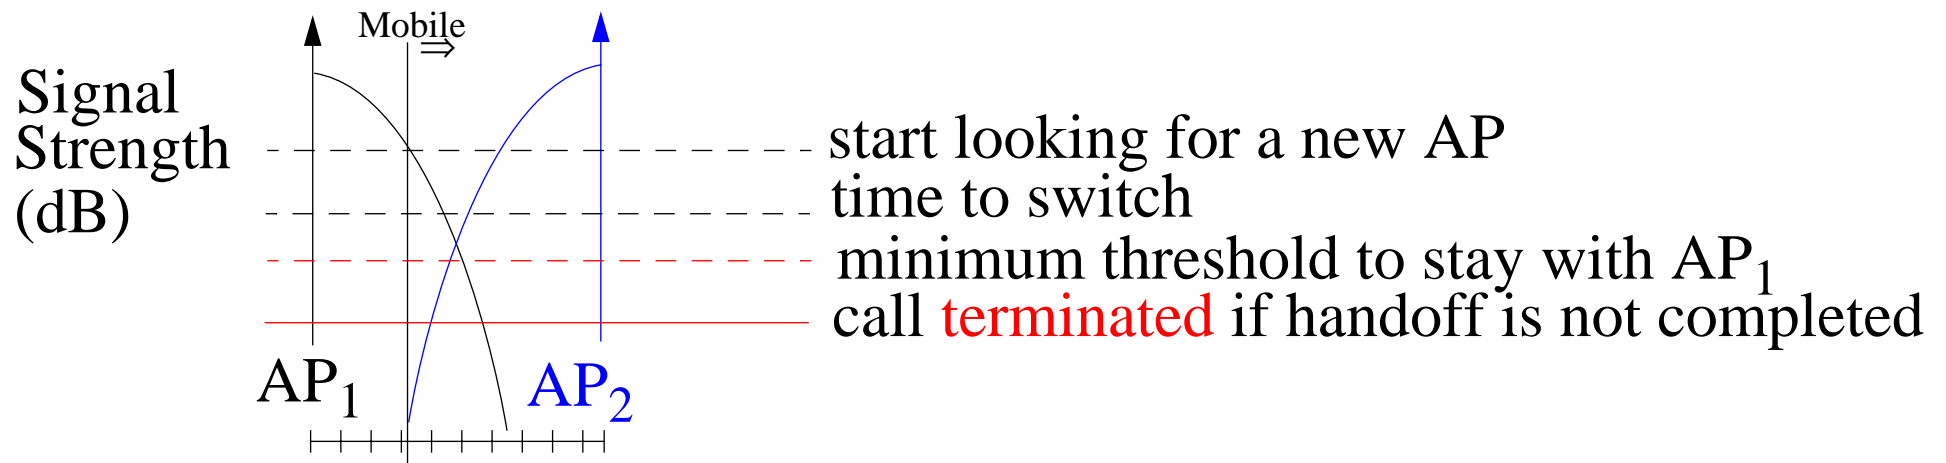 Mobile
⇒
Signal
Strength
(dB)
start looking for a new AP
time to switch
minimum threshold to stay with AP₁
call terminated if handoff is not completed
AP₁
AP₂